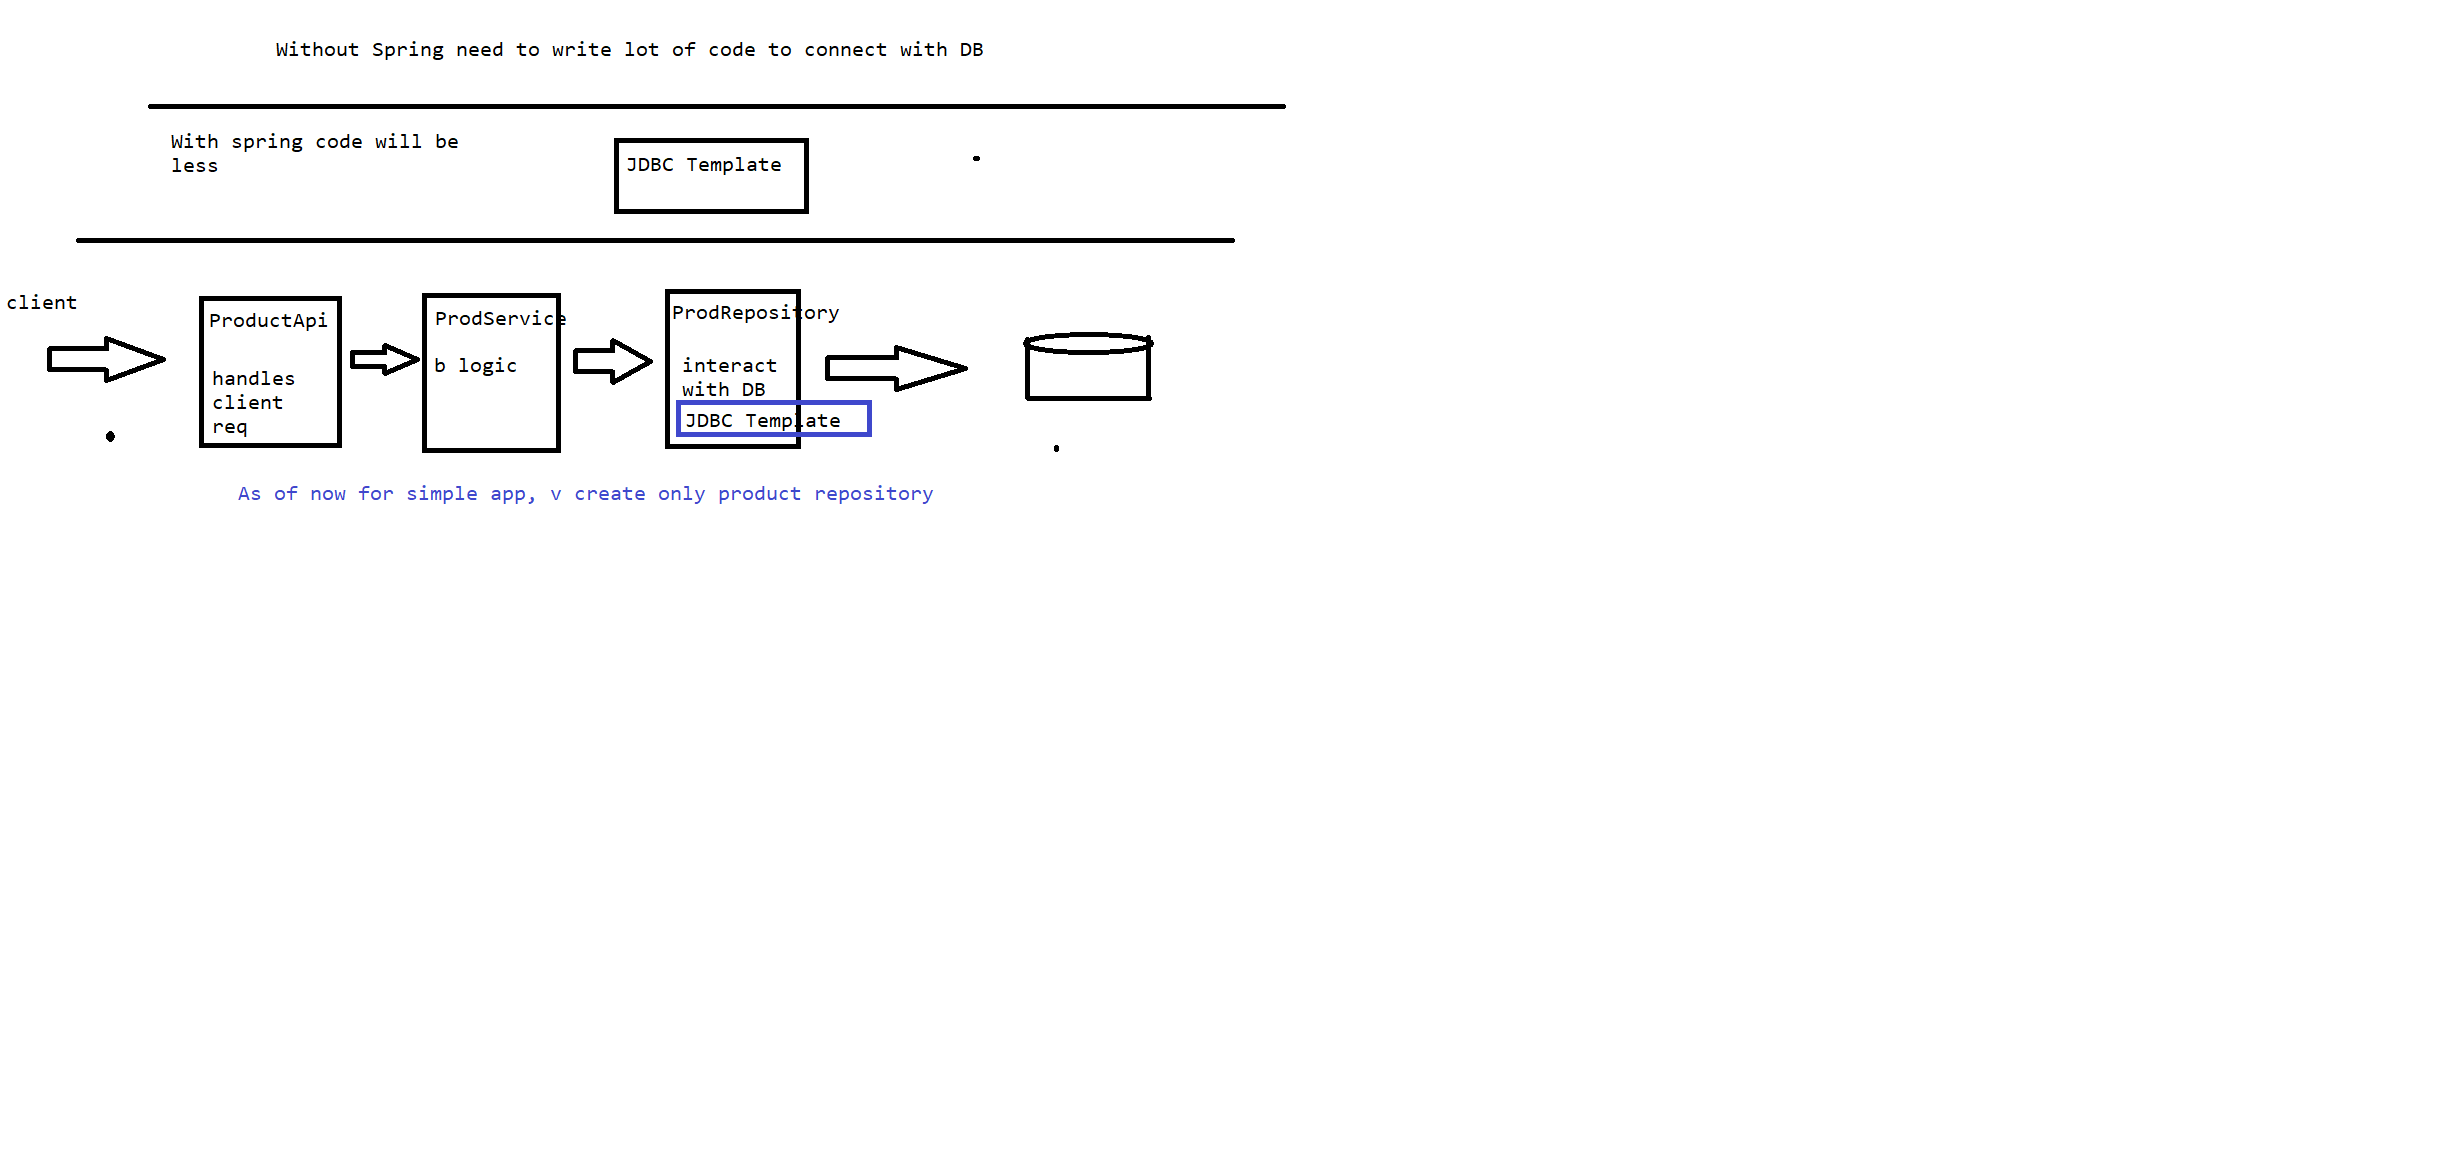 Without Spring need to write lot of code to connect with DB
With spring code will be
less
JDBC Template
client
ProductApi
handles
client
req
ProdService
b logic
ProdRepository
interact
with DB
JDBC Template
As of now for simple app, v create only product repository